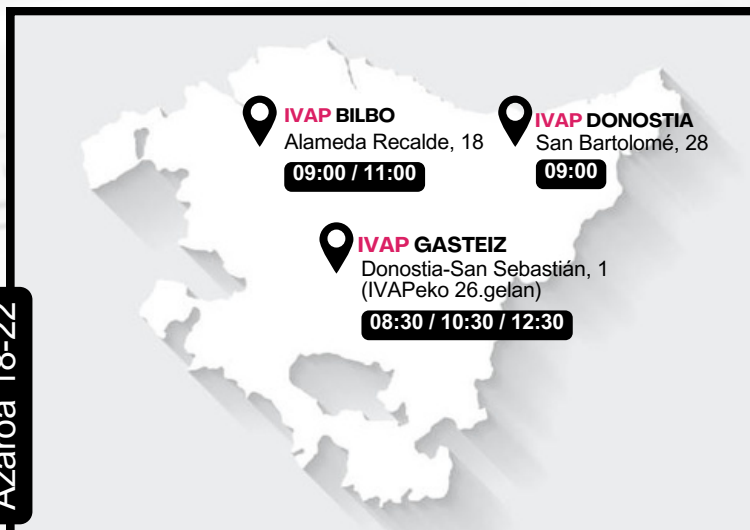 IVAP BILBO
Alameda Recalde, 18
09:00 / 11:00
IVAP DONOSTIA
San Bartolomé, 28
09:00
IVAP GASTEIZ
Donostia-San Sebastián, 1
(IVAPeko 26.gelan)
08:30 / 10:30 / 12:30
Azaroa 18-22